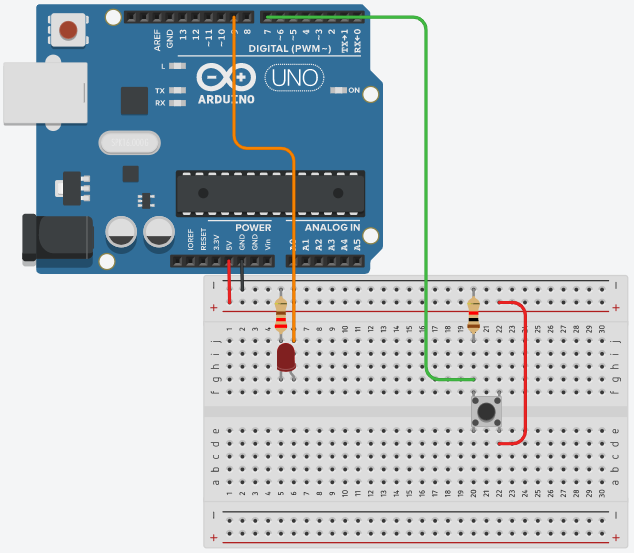 AREF
GND
13
12
~11
~10
8
7
~6
~5
4
~3
2
TX→1
RX←0
DIGITAL (PWM~)
L
TX
RX
UNO
ARDUINO
ON
POWER
ANALOG IN
IOREF
RESET
3.3V
5V
GND
GND
Vin
A1
A2
A3
A4
A5
− −
+ +
1 2 3 4 5 6 7 8 9 10 11 12 13 14 15 16 17 18 19 20 21 22 23 24 25 26 27 28 29 30
j j
i i
h h
g g
f f
e e
d d
c c
b b
a a
1 2 3 4 5 6 7 8 9 10 11 12 13 14 15 16 17 18 19 20 21 22 23 24 25 26 27 28 29 30
− −
+ +